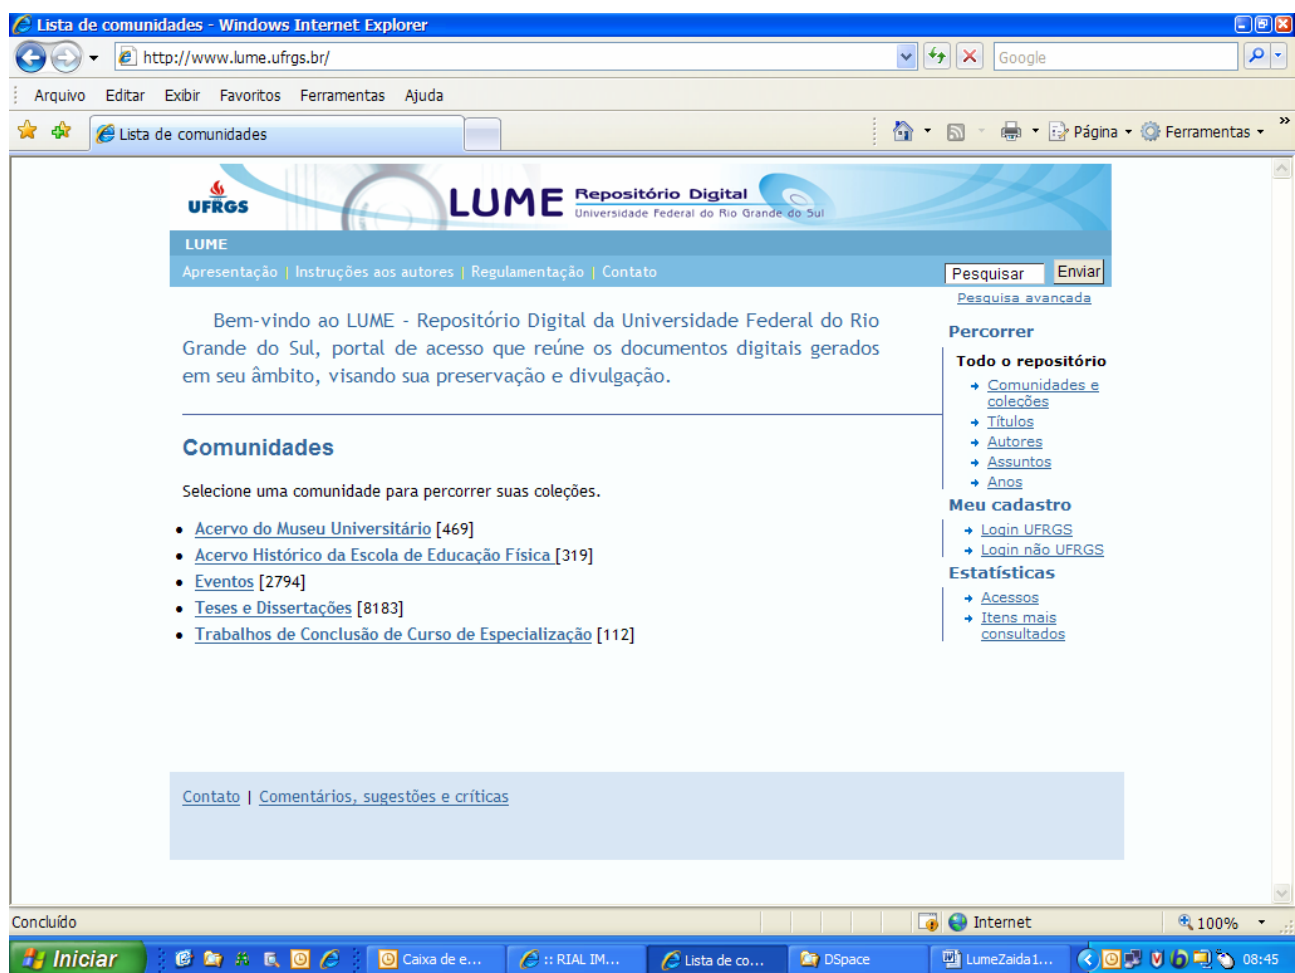 Lista de comunidades - Windows Internet Explorer
http://www.lume.ufrgs.br/
Google
Arquivo Editar Exibir Favoritos Ferramentas Ajuda
Lista de comunidades
Página Ferramentas »
UFRGS
LUME Repositório Digital
Universidade Federal do Rio Grande do Sul
LUME
Apresentação | Instruções aos autores | Regulamentação | Contato
Pesquisar Enviar
Pesquisa avançada
Bem-vindo ao LUME - Repositório Digital da Universidade Federal do Rio
Grande do Sul, portal de acesso que reúne os documentos digitais gerados
em seu âmbito, visando sua preservação e divulgação.
Comunidades
Selecione uma comunidade para percorrer suas coleções.
Acervo do Museu Universitário [469]
Acervo Histórico da Escola de Educação Física [319]
Eventos [2794]
Teses e Dissertações [8183]
Trabalhos de Conclusão de Curso de Especialização [112]
Percorrer
Todo o repositório
Comunidades e
coleções
Títulos
Autores
Assuntos
Anos
Meu cadastro
Login UFRGS
Login não UFRGS
Estatísticas
Acessos
Itens mais
consultados
Contato | Comentários, sugestões e críticas
Concluído Internet 100%
Iniciar Caixa de e... :: RIAL IM... Lista de co... DSpace LumeZaida1... 08:45